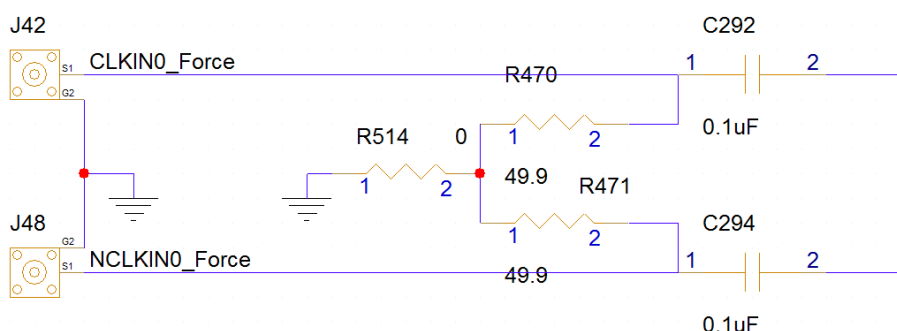 J42
C292
S1
CLKIN0_Force
1
2
R470
G2
0.1uF
R514
0
1
2
1
2
49.9
R471
J48
C294
G2
1
2
S1
NCLKIN0_Force
1
2
49.9
0.1uF